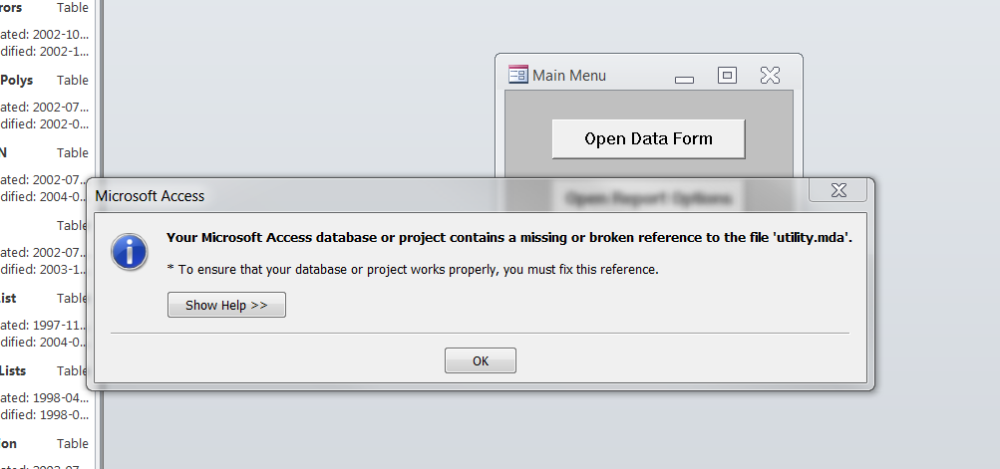 rors Table
ated: 2002-10...
dified: 2002-1...
Polys Table
ated: 2002-07...
dified: 2002-0...
N Table
ated: 2002-07...
dified: 2004-0...
Table
ated: 2002-07...
dified: 2003-1...
ist Table
ated: 1997-11...
dified: 2004-0...
Lists Table
ated: 1998-04...
dified: 1998-0...
ion Table
Main Menu
Open Data Form
Open Report Options
Microsoft Access
Your Microsoft Access database or project contains a missing or broken reference to the file 'utility.mda'.
* To ensure that your database or project works properly, you must fix this reference.
Show Help >>
OK